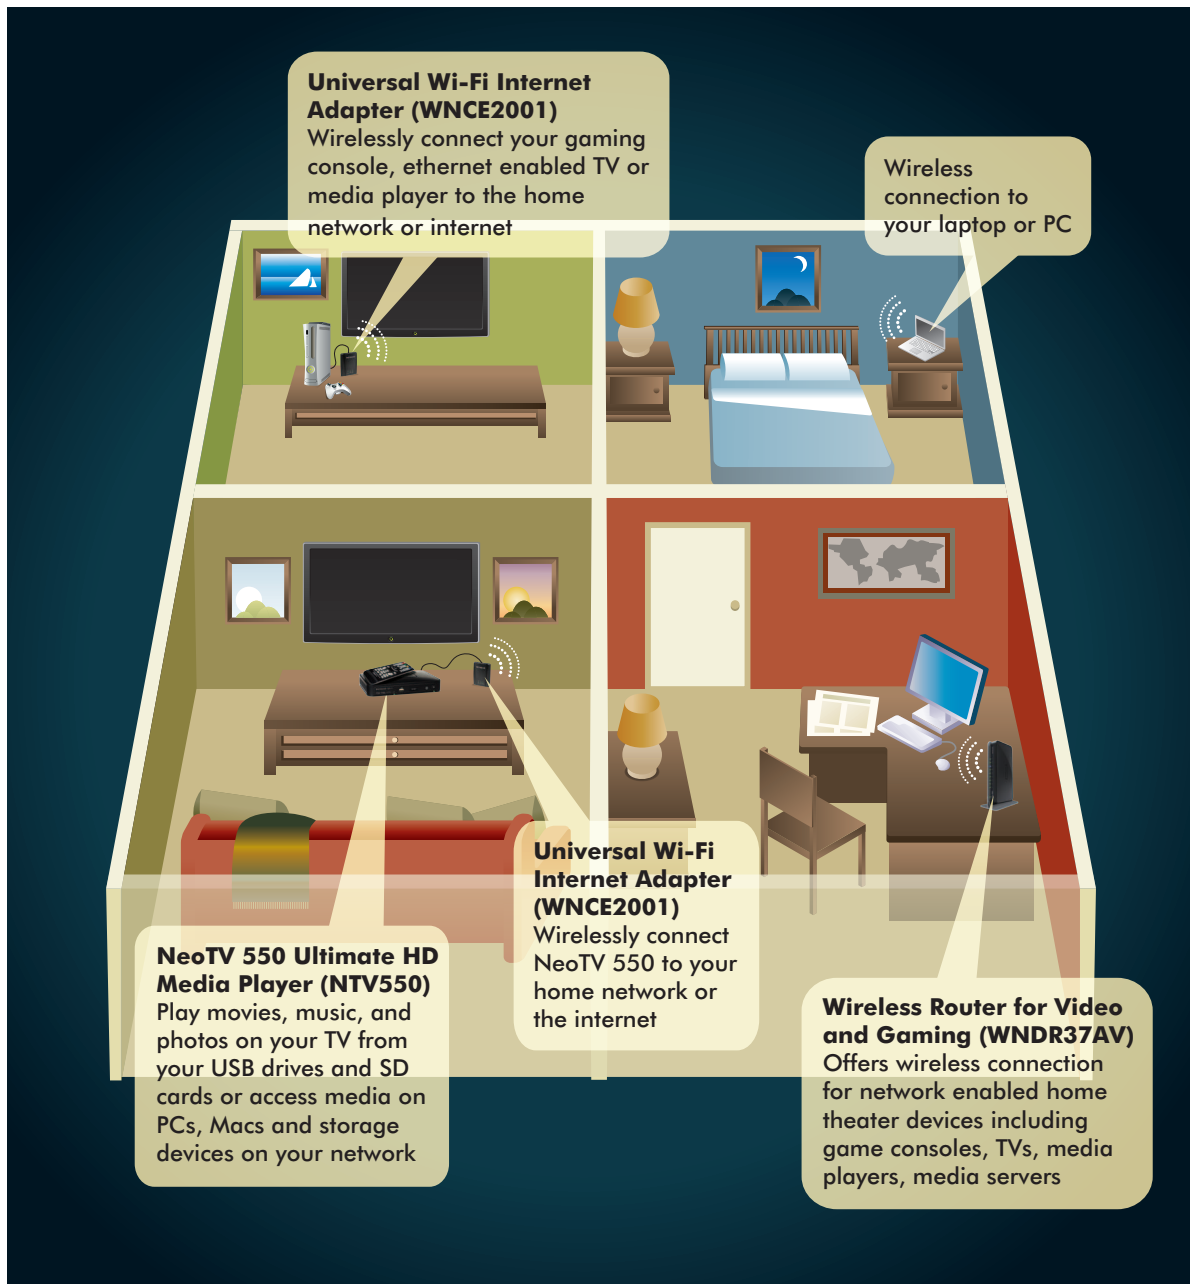 Universal Wi-Fi Internet
Adapter (WNCE2001)
Wirelessly connect your gaming
console, ethernet enabled TV or
media player to the home
network or internet
Wireless
connection to
your laptop or PC
Universal Wi-Fi
Internet Adapter
(WNCE2001)
Wirelessly connect
NeoTV 550 to your
home network or
the internet
NeoTV 550 Ultimate HD
Media Player (NTV550)
Play movies, music, and
photos on your TV from
your USB drives and SD
cards or access media on
PCs, Macs and storage
devices on your network
Wireless Router for Video
and Gaming (WNDR37AV)
Offers wireless connection
for network enabled home
theater devices including
game consoles, TVs, media
players, media servers